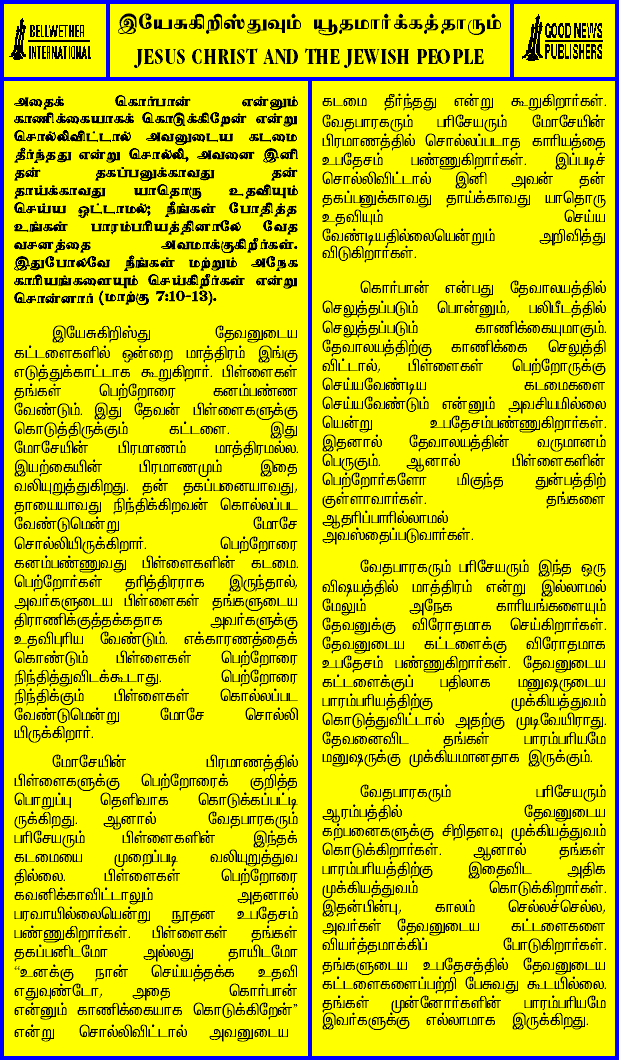 BELLWETHER
INTERNATIONAL
இயேசுகிறிஸ்துவும் யூதமார்க்கத்தாரும்
JESUS CHRIST AND THE JEWISH PEOPLE
GOOD NEWS
PUBLISHERS
அதைக் கொர்பான் என்னும்
காணிக்கையாகக் கொடுக்கிறேன் என்று
சொல்லிவிட்டால் அவனுடைய கடமை
தீர்ந்தது என்று சொல்லி, அவனை இனி
தன் தகப்பனுக்காவது தன்
தாய்க்காவது யாதொரு உதவியும்
செய்ய ஒட்டாமல்; நீங்கள் போதித்த
உங்கள் பாரம்பரியத்தினாலே வேத
வசனத்தை அவமாக்குகிறீர்கள்.
இதுபோலவே நீங்கள் மற்றும் அநேக
காரியங்களையும் செய்கிறீர்கள் என்று
சொன்னார் (மாற்கு 7:10-13).
இயேசுகிறிஸ்து தேவனுடைய
கட்டளைகளில் ஒன்றை மாத்திரம் இங்கு
எடுத்துக்காட்டாக கூறுகிறார். பிள்ளைகள்
தங்கள் பெற்றோரை கனம்பண்ண
வேண்டும். இது தேவன் பிள்ளைகளுக்கு
கொடுத்திருக்கும் கட்டளை. இது
மோசேயின் பிரமாணம் மாத்திரமல்ல.
இயற்கையின் பிரமாணமும் இதை
வலியுறுத்துகிறது. தன் தகப்பனையாவது,
தாயையாவது நிந்திக்கிறவன் கொல்லப்பட
வேண்டுமென்று மோசே
சொல்லியிருக்கிறார். பெற்றோரை
கனம்பண்ணுவது பிள்ளைகளின் கடமை.
பெற்றோர்கள் தரித்திரராக இருந்தால்,
அவர்களுடைய பிள்ளைகள் தங்களுடைய
திராணிக்குத்தக்கதாக அவர்களுக்கு
உதவிபுரிய வேண்டும். எக்காரணத்தைக்
கொண்டும் பிள்ளைகள் பெற்றோரை
நிந்தித்துவிடக்கூடாது. பெற்றோரை
நிந்திக்கும் பிள்ளைகள் கொல்லப்பட
வேண்டுமென்று மோசே சொல்லி
யிருக்கிறார்.
மோசேயின் பிரமாணத்தில்
பிள்ளைகளுக்கு பெற்றோரைக் குறித்த
பொறுப்பு தெளிவாக கொடுக்கப்பட்டி
ருக்கிறது. ஆனால் வேதபாரகரும்
பரிசேயரும் பிள்ளைகளின் இந்தக்
கடமையை முறைப்படி வலியுறுத்துவ
தில்லை. பிள்ளைகள் பெற்றோரை
கவனிக்காவிட்டாலும் அதனால்
பரவாயில்லையென்று நூதன உபதேசம்
பண்ணுகிறார்கள். பிள்ளைகள் தங்கள்
தகப்பனிடமோ அல்லது தாயிடமோ
“உனக்கு நான் செய்யத்தக்க உதவி
எதுவுண்டோ, அதை கொர்பான்
என்னும் காணிக்கையாக கொடுக்கிறேன்”
என்று சொல்லிவிட்டால் அவனுடைய
கடமை தீர்ந்தது என்று கூறுகிறார்கள்.
வேதபாரகரும் பரிசேயரும் மோசேயின்
பிரமாணத்தில் சொல்லப்படாத காரியத்தை
உபதேசம் பண்ணுகிறார்கள். இப்படிச்
சொல்லிவிட்டால் இனி அவன் தன்
தகப்பனுக்காவது தாய்க்காவது யாதொரு
உதவியும் செய்ய
வேண்டியதில்லையென்றும் அறிவித்து
விடுகிறார்கள்.
கொர்பான் என்பது தேவாலயத்தில்
செலுத்தப்படும் பொன்னும், பலிபீடத்தில்
செலுத்தப்படும் காணிக்கையுமாகும்.
தேவாலயத்திற்கு காணிக்கை செலுத்தி
விட்டால், பிள்ளைகள் பெற்றோருக்கு
செய்யவேண்டிய கடமைகளை
செய்யவேண்டும் என்னும் அவசியமில்லை
யென்று உபதேசம்பண்ணுகிறார்கள்.
இதனால் தேவாலயத்தின் வருமானம்
பெருகும். ஆனால் பிள்ளைகளின்
பெற்றோர்களோ மிகுந்த துன்பத்திற்
குள்ளாவார்கள். தங்களை
ஆதரிப்பாரில்லாமல்
அவஸ்தைப்படுவார்கள்.
வேதபாரகரும் பரிசேயரும் இந்த ஒரு
விஷயத்தில் மாத்திரம் என்று இல்லாமல்
மேலும் அநேக காரியங்களையும்
தேவனுக்கு விரோதமாக செய்கிறார்கள்.
தேவனுடைய கட்டளைக்கு விரோதமாக
உபதேசம் பண்ணுகிறார்கள். தேவனுடைய
கட்டளைக்குப் பதிலாக மனுஷருடைய
பாரம்பரியத்திற்கு முக்கியத்துவம்
கொடுத்துவிட்டால் அதற்கு முடிவேயிராது.
தேவனைவிட தங்கள் பாரம்பரியமே
மனுஷருக்கு முக்கியமானதாக இருக்கும்.
வேதபாரகரும் பரிசேயரும்
ஆரம்பத்தில் தேவனுடைய
கற்பனைகளுக்கு சிறிதளவு முக்கியத்துவம்
கொடுக்கிறார்கள். ஆனால் தங்கள்
பாரம்பரியத்திற்கு இதைவிட அதிக
முக்கியத்துவம் கொடுக்கிறார்கள்.
இதன்பின்பு, காலம் செல்லச்செல்ல,
அவர்கள் தேவனுடைய கட்டளைகளை
வியர்த்தமாக்கிப் போடுகிறார்கள்.
தங்களுடைய உபதேசத்தில் தேவனுடைய
கட்டளைகளைப்பற்றி பேசுவது கூடயில்லை.
தங்கள் முன்னோர்களின் பாரம்பரியமே
இவர்களுக்கு எல்லாமாக இருக்கிறது.